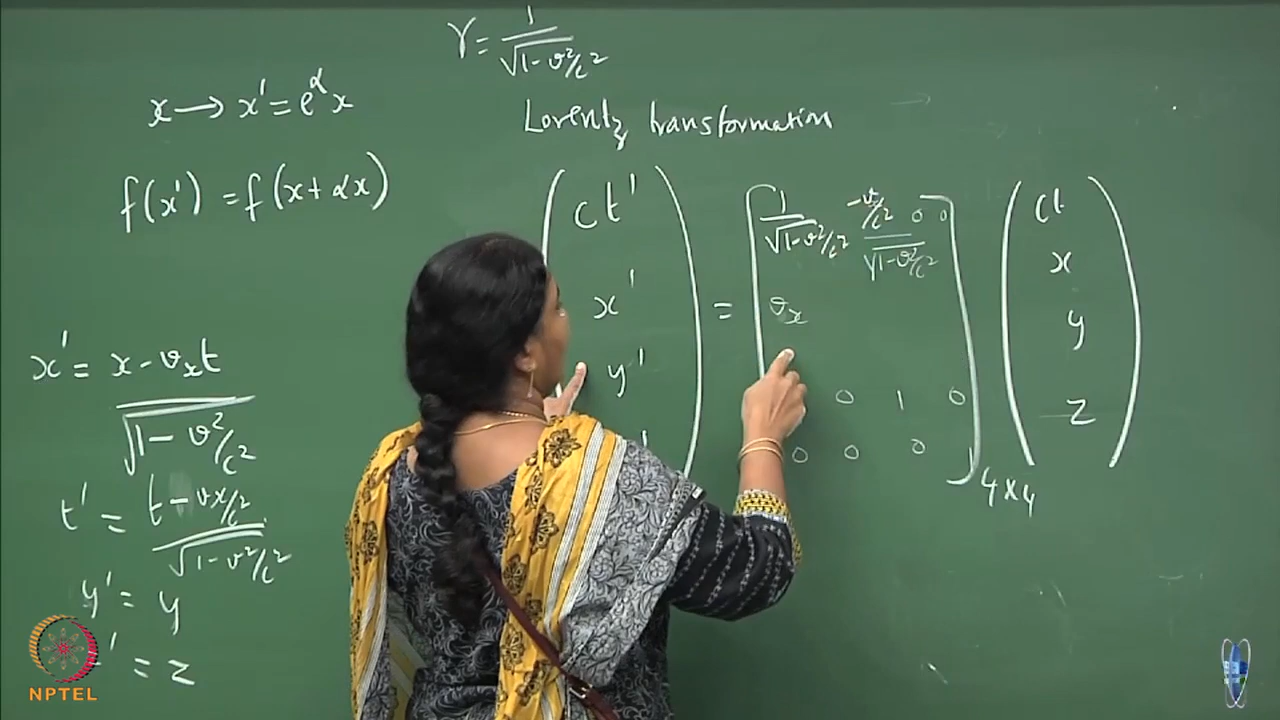 γ = 1/√1-v²/c²
x → x' = e^α x
Lorentz transformation
f(x') = f(x + αx)
ct' = 1/√1-v²/c² -v/c²/√1-v²/c² 0 0 ct
x' v_x x
y' 0 1 0 y
' 0 0 0 z
4x4
x' = x - v_x t/√1-v²/c²
t' = t - vx/c²/√1-v²/c²
y' = y
' = z
NPTEL